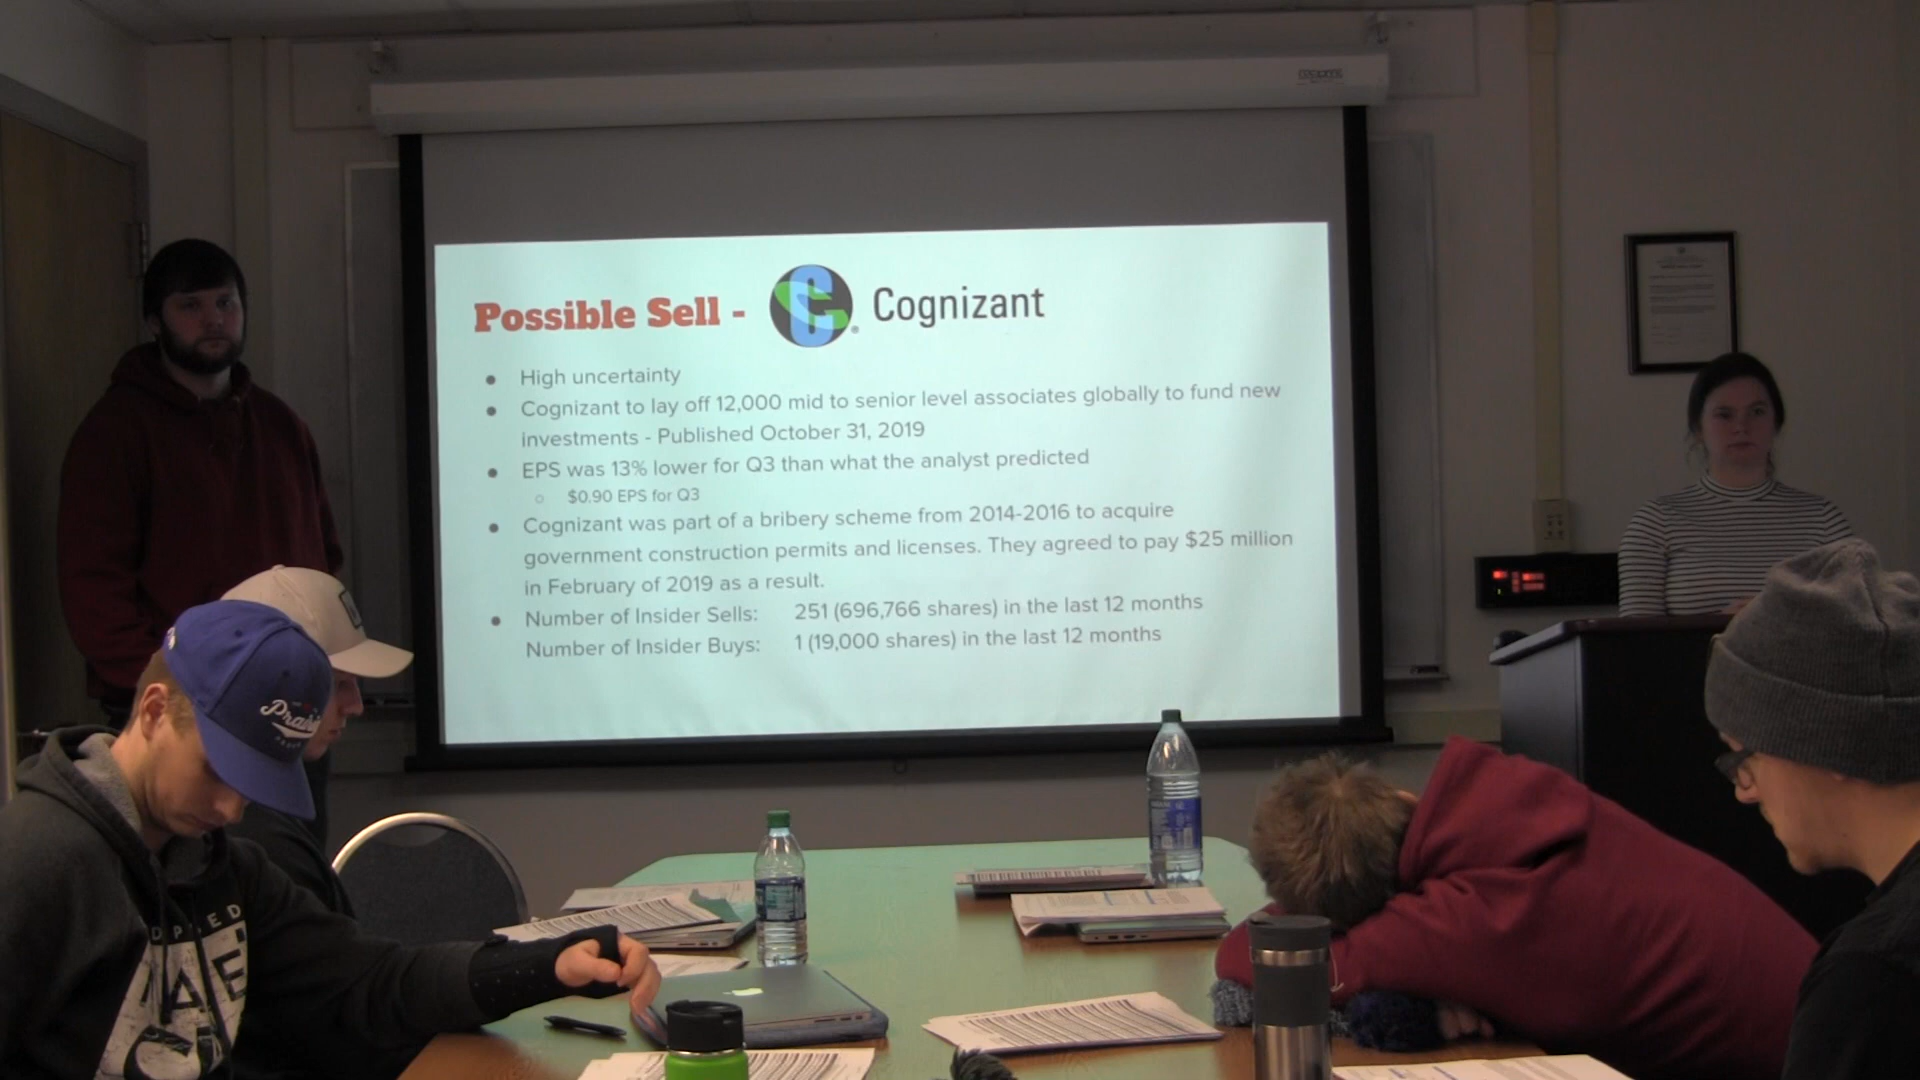 Possible Sell - Cognizant
High uncertainty
Cognizant to lay off 12,000 mid to senior level associates globally to fund new
investments - Published October 31, 2019
EPS was 13% lower for Q3 than what the analyst predicted
$0.90 EPS for Q3
Cognizant was part of a bribery scheme from 2014-2016 to acquire
government construction permits and licenses. They agreed to pay $25 million
in February of 2019 as a result.
Number of Insider Sells: 251 (696,766 shares) in the last 12 months
Number of Insider Buys: 1 (19,000 shares) in the last 12 months